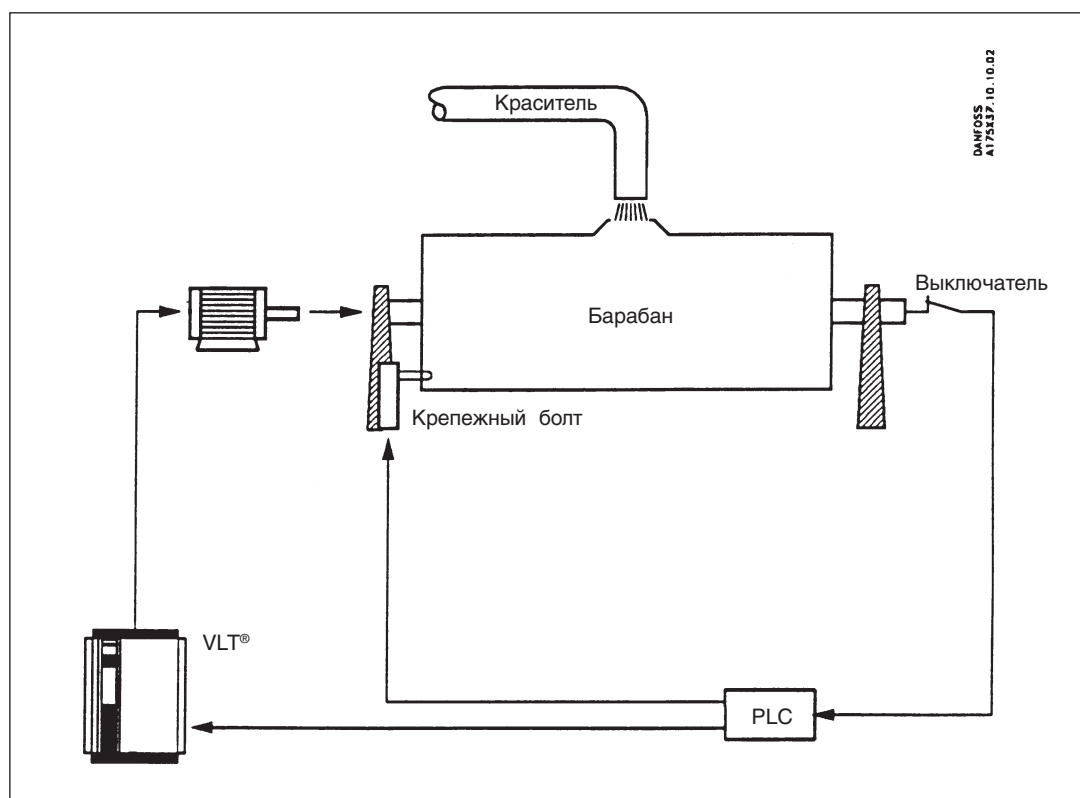 DANFOSS
A175X37.10.10.02
Краситель
Выключатель
Барабан
Крепежный болт
VLT®
PLC